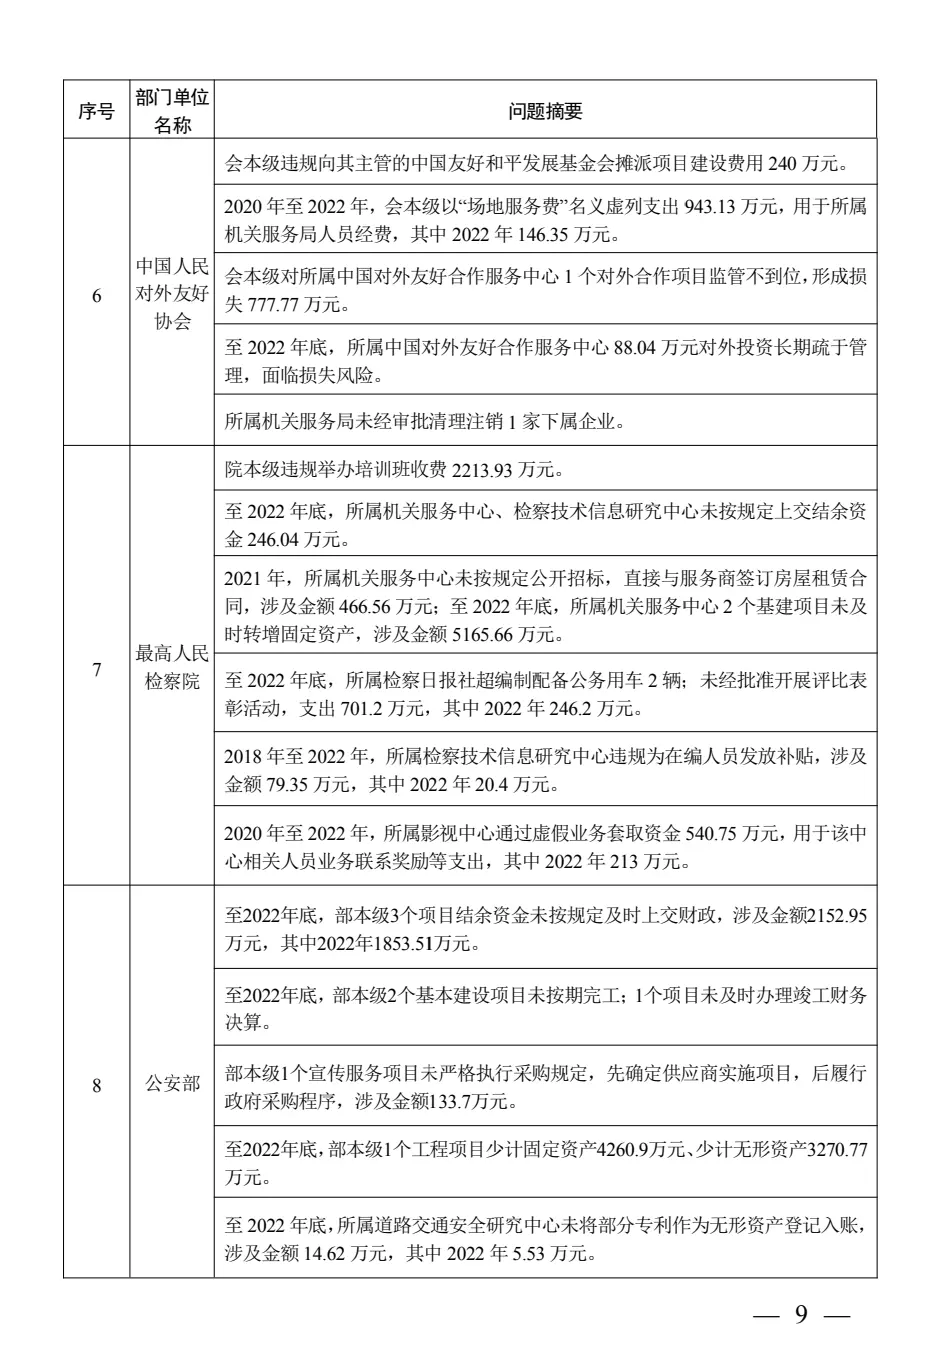 序号
部门单位
名称
问题摘要
6
中国人民
对外友好
协会
会本级违规向其主管的中国友好和平发展基金会摊派项目建设费用 240 万元。
2020 年至 2022 年，会本级以“场地服务费”名义虚列支出 943.13 万元，用于所属
机关服务局人员经费，其中 2022 年 146.35 万元。
会本级对所属中国对外友好合作服务中心 1 个对外合作项目监管不到位，形成损
失 777.77 万元。
至 2022 年底，所属中国对外友好合作服务中心 88.04 万元对外投资长期疏于管
理，面临损失风险。
所属机关服务局未经审批清理注销 1 家下属企业。
7
最高人民
检察院
院本级违规举办培训班收费 2213.93 万元。
至 2022 年底，所属机关服务中心、检察技术信息研究中心未按规定上交结余资
金 246.04 万元。
2021 年，所属机关服务中心未按规定公开招标，直接与服务商签订房屋租赁合
同，涉及金额 466.56 万元；至 2022 年底，所属机关服务中心 2 个基建项目未及
时转增固定资产，涉及金额 5165.66 万元。
至 2022 年底，所属检察日报社超编制配备公务用车 2 辆；未经批准开展评比表
彰活动，支出 701.2 万元，其中 2022 年 246.2 万元。
2018 年至 2022 年，所属检察技术信息研究中心违规为在编人员发放补贴，涉及
金额 79.35 万元，其中 2022 年 20.4 万元。
2020 年至 2022 年，所属影视中心通过虚假业务套取资金 540.75 万元，用于该中
心相关人员业务联系奖励等支出，其中 2022 年 213 万元。
8
公安部
至2022年底，部本级3个项目结余资金未按规定及时上交财政，涉及金额2152.95
万元，其中2022年1853.51万元。
至2022年底，部本级2个基本建设项目未按期完工；1个项目未及时办理竣工财务
决算。
部本级1个宣传服务项目未严格执行采购规定，先确定供应商实施项目，后履行
政府采购程序，涉及金额133.7万元。
至2022年底，部本级1个工程项目少计固定资产4260.9万元、少计无形资产3270.77
万元。
至 2022 年底，所属道路交通安全研究中心未将部分专利作为无形资产登记入账，
涉及金额 14.62 万元，其中 2022 年 5.53 万元。
— 9 —